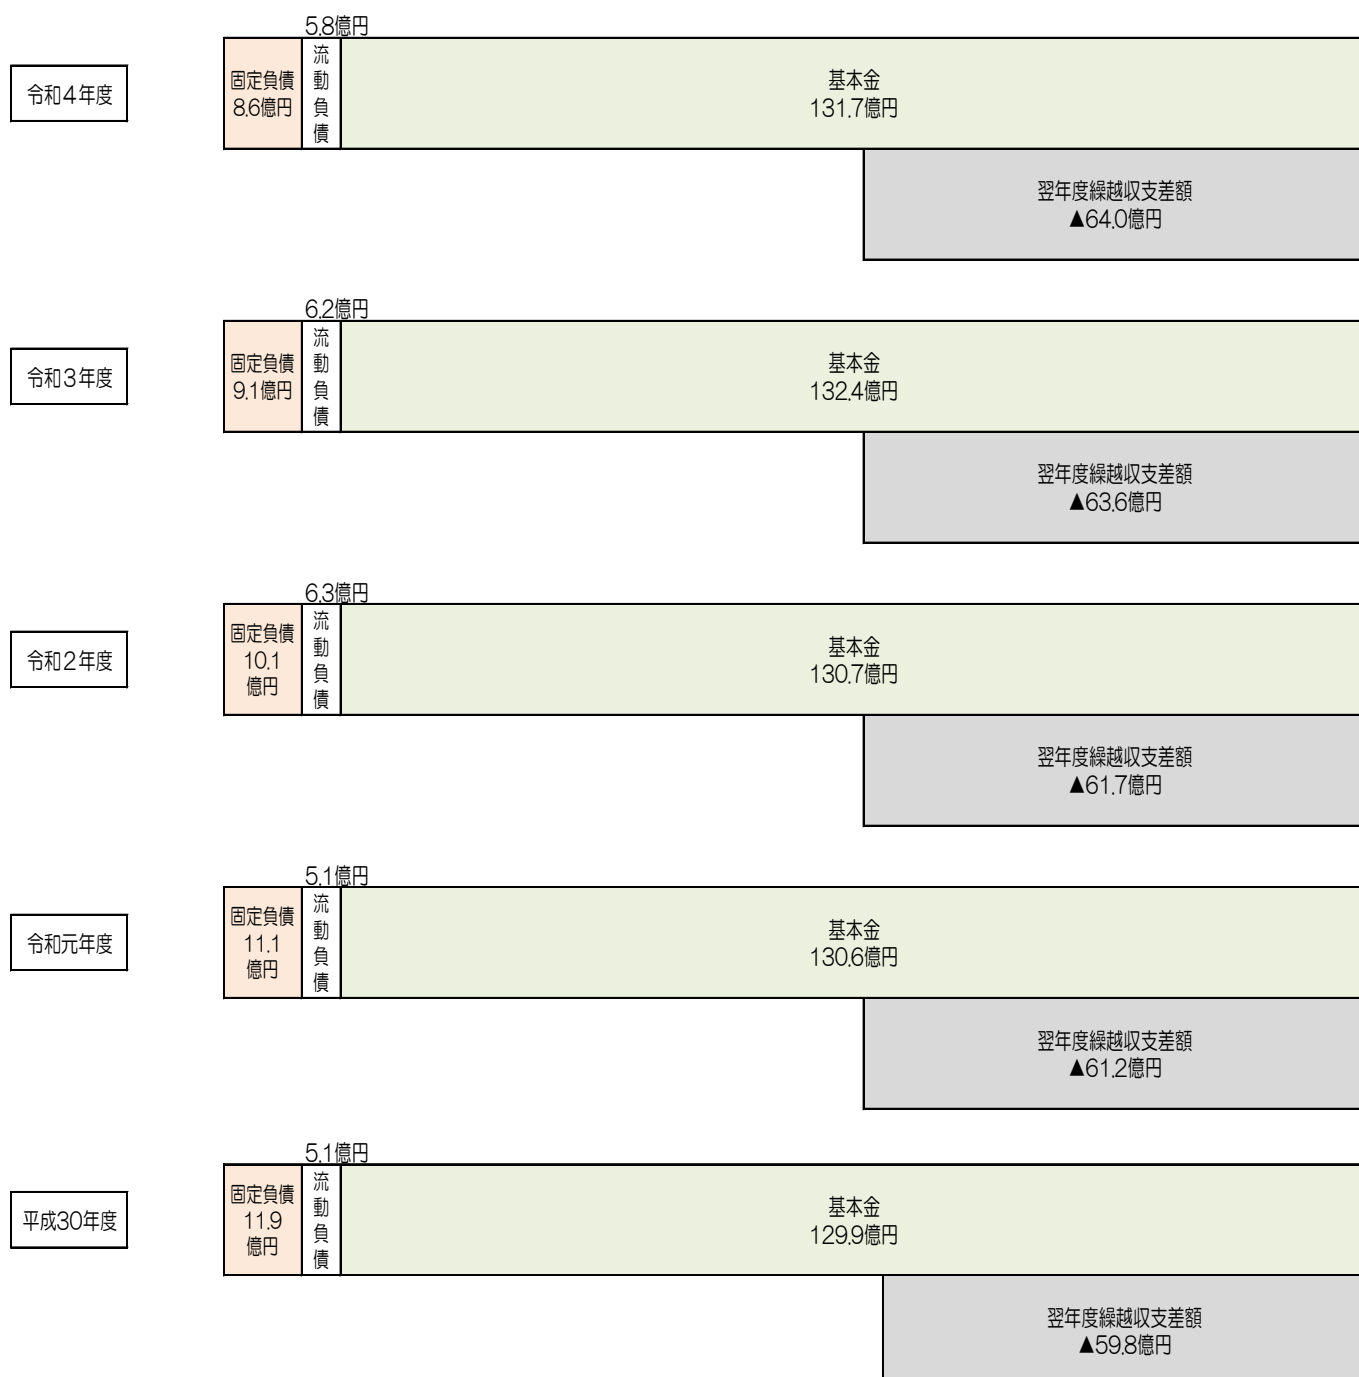 5.8億円
令和4年度
固定負債
8.6億円
流動負債
基本金
131.7億円
翌年度繰越収支差額
▲64.0億円
6.2億円
令和3年度
固定負債
9.1億円
流動負債
基本金
132.4億円
翌年度繰越収支差額
▲63.6億円
6.3億円
令和2年度
固定負債
10.1
億円
流動負債
基本金
130.7億円
翌年度繰越収支差額
▲61.7億円
5.1億円
令和元年度
固定負債
11.1
億円
流動負債
基本金
130.6億円
翌年度繰越収支差額
▲61.2億円
5.1億円
平成30年度
固定負債
11.9
億円
流動負債
基本金
129.9億円
翌年度繰越収支差額
▲59.8億円